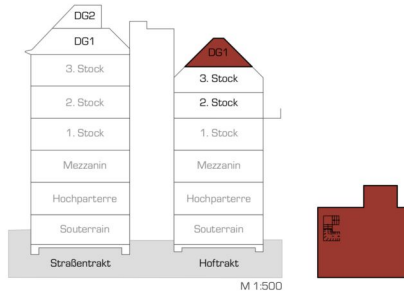 DG2
DG1
3. Stock
2. Stock
1. Stock
Mezzanin
Hochparterre
Souterrain
Straßentrakt
DG1
3. Stock
2. Stock
1. Stock
Mezzanin
Hochparterre
Souterrain
Hoftrakt
M 1:500